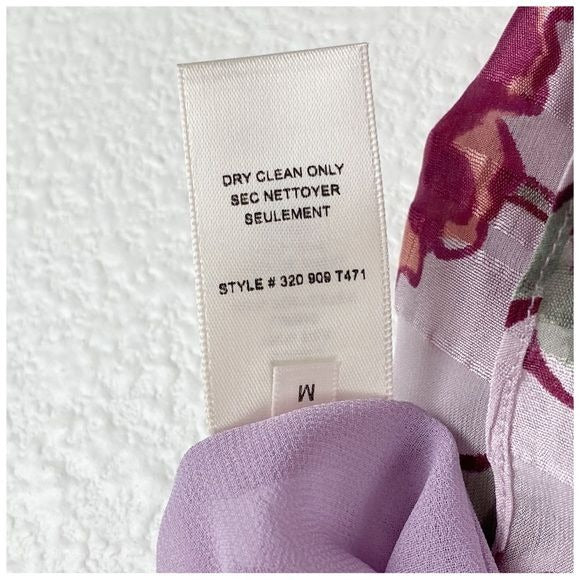 DRY CLEAN ONLY
SEC NETTOYER
SEULEMENT
STYLE # 320 909 T471
M